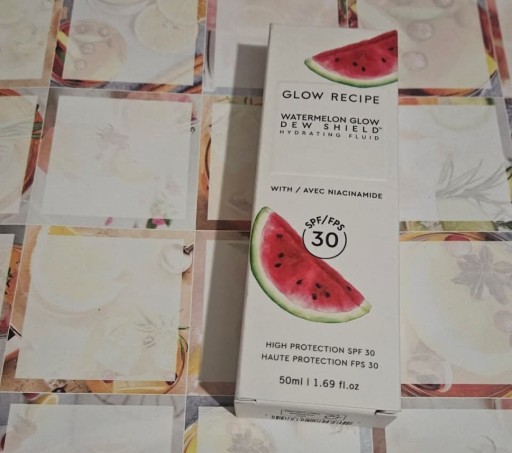 GLOW RECIPE
WATERMELON GLOW
DEW SHIELD™
HYDRATING FLUID
WITH / AVEC NIACINAMIDE
SPF/FPS
30
HIGH PROTECTION SPF 30
HAUTE PROTECTION FPS 30
50ml | 1.69 fl.oz